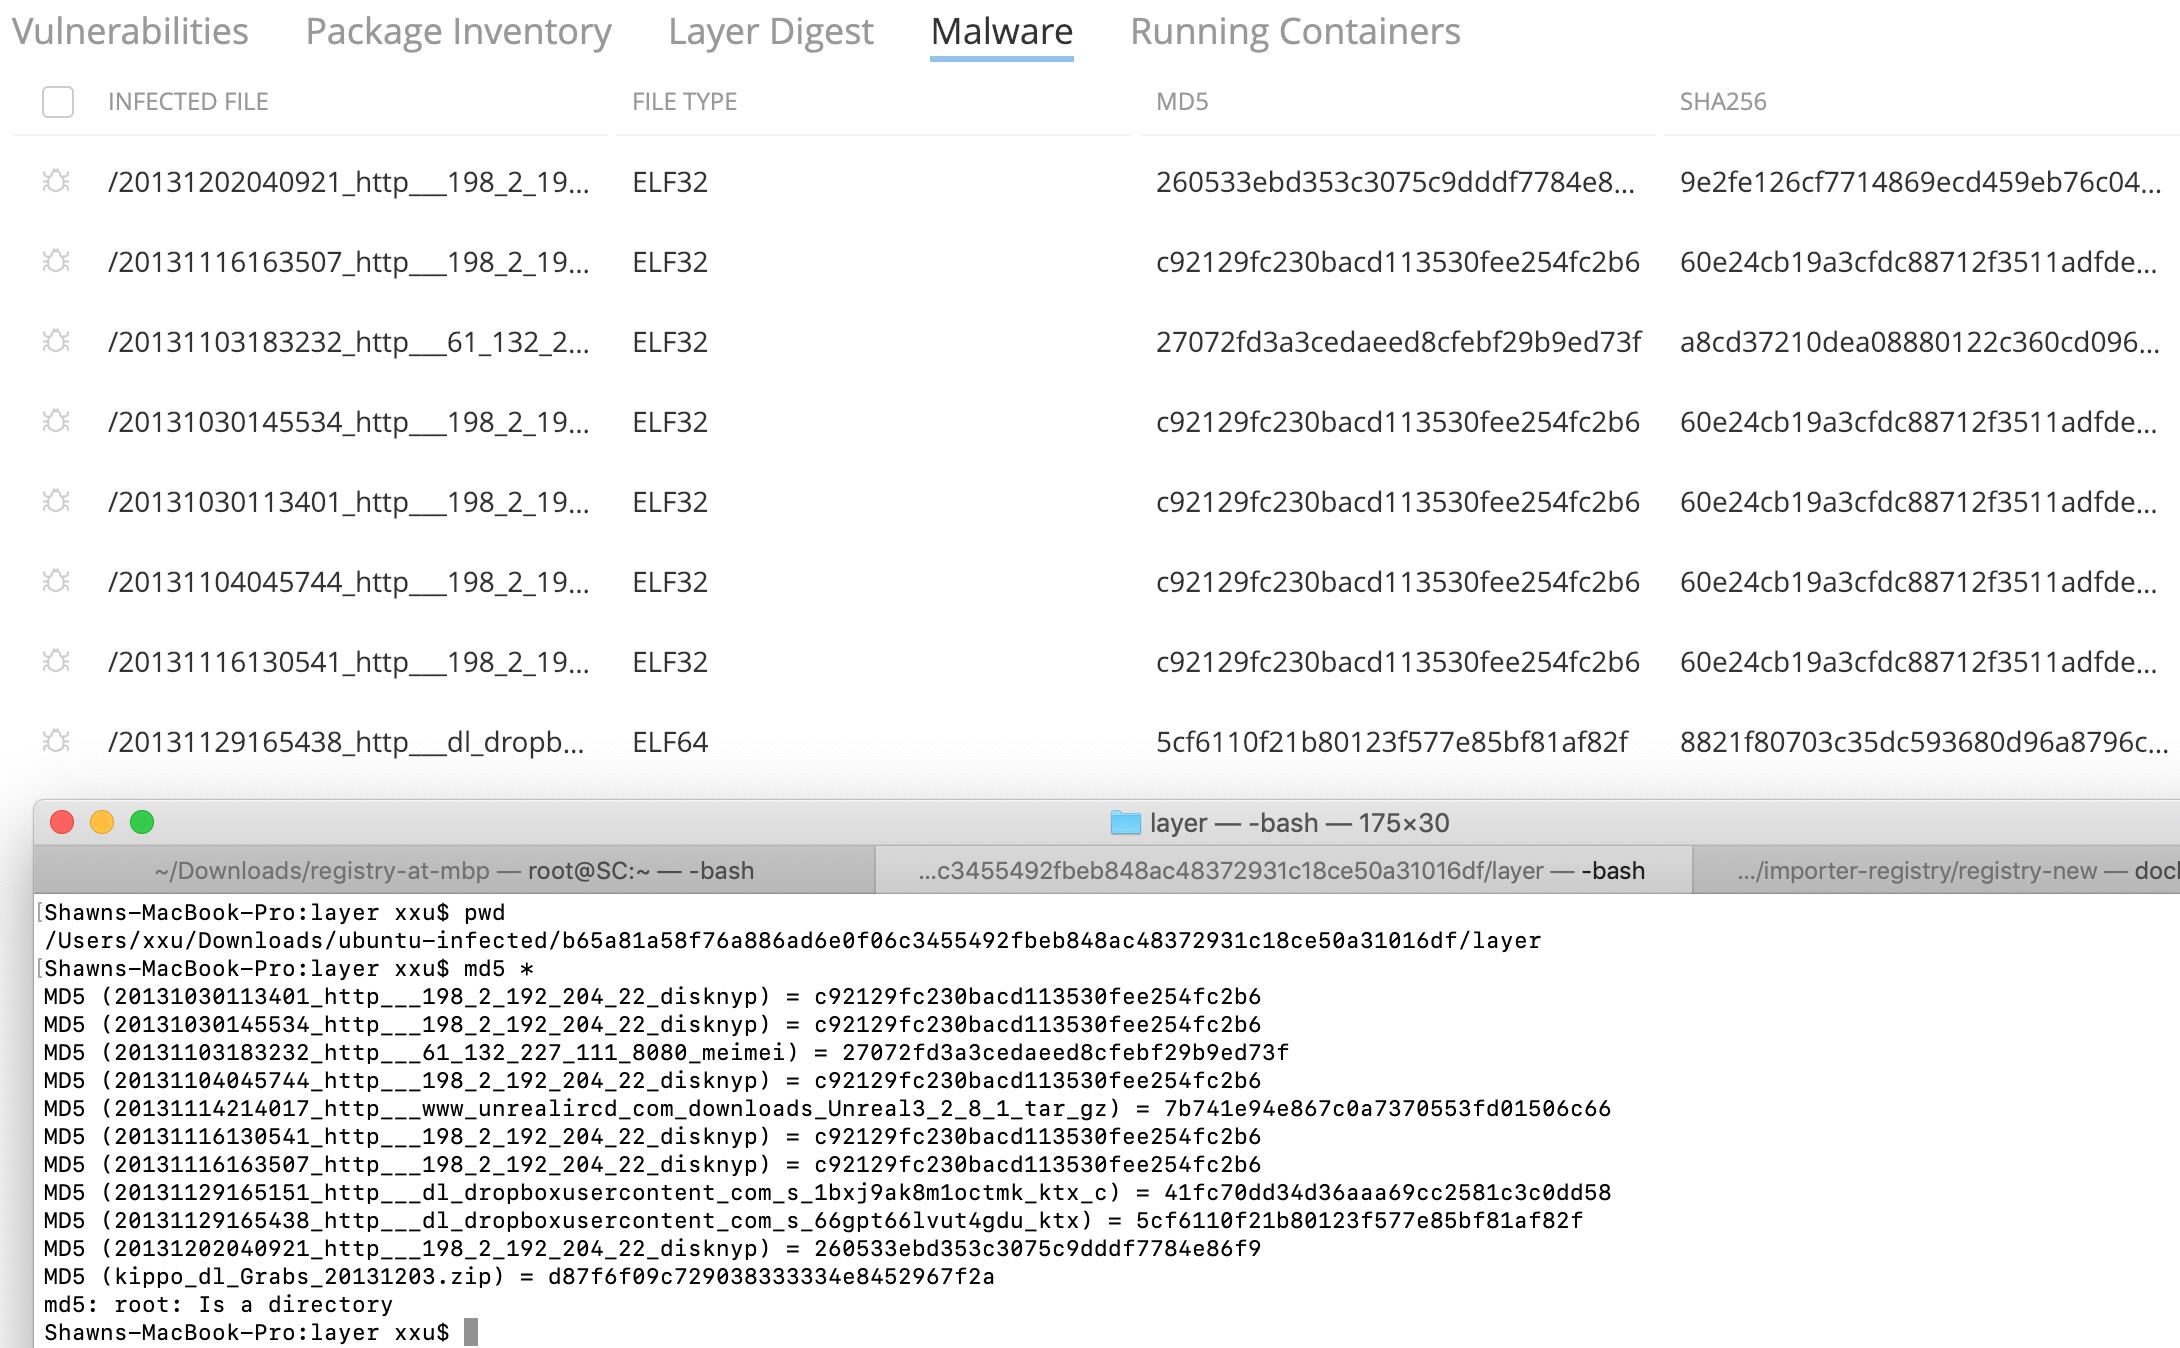 Vulnerabilities Package Inventory Layer Digest Malware Running Containers
INFECTED FILE FILE TYPE MD5 SHA256
/20131202040921_http___198_2_19... ELF32 260533ebd353c3075c9dddf7784e8... 9e2fe126cf7714869ecd459eb76c04...
/20131116163507_http___198_2_19... ELF32 c92129fc230bacd113530fee254fc2b6 60e24cb19a3cfdc88712f3511adfde...
/20131103183232_http___61_132_2... ELF32 27072fd3a3cedaeed8cfebf29b9ed73f a8cd37210dea08880122c360cd096...
/20131030145534_http___198_2_19... ELF32 c92129fc230bacd113530fee254fc2b6 60e24cb19a3cfdc88712f3511adfde...
/20131030113401_http___198_2_19... ELF32 c92129fc230bacd113530fee254fc2b6 60e24cb19a3cfdc88712f3511adfde...
/20131104045744_http___198_2_19... ELF32 c92129fc230bacd113530fee254fc2b6 60e24cb19a3cfdc88712f3511adfde...
/20131116130541_http___198_2_19... ELF32 c92129fc230bacd113530fee254fc2b6 60e24cb19a3cfdc88712f3511adfde...
/20131129165438_http___dl_dropb... ELF64 5cf6110f21b80123f577e85bf81af82f 8821f80703c35dc593680d96a8796c...
layer — -bash — 175×30
~/Downloads/registry-at-mbp — root@SC:~ — -bash ...c3455492fbeb848ac48372931c18ce50a31016df/layer — -bash .../importer-registry/registry-new — doc
[Shawns-MacBook-Pro:layer xxu$ pwd
/Users/xxu/Downloads/ubuntu-infected/b65a81a58f76a886ad6e0f06c3455492fbeb848ac48372931c18ce50a31016df/layer
[Shawns-MacBook-Pro:layer xxu$ md5 *
MD5 (20131030113401_http___198_2_192_204_22_disknyp) = c92129fc230bacd113530fee254fc2b6
MD5 (20131030145534_http___198_2_192_204_22_disknyp) = c92129fc230bacd113530fee254fc2b6
MD5 (20131103183232_http___61_132_227_111_8080_meimei) = 27072fd3a3cedaeed8cfebf29b9ed73f
MD5 (20131104045744_http___198_2_192_204_22_disknyp) = c92129fc230bacd113530fee254fc2b6
MD5 (20131114214017_http___www_unrealircd_com_downloads_Unreal3_2_8_1_tar_gz) = 7b741e94e867c0a7370553fd01506c66
MD5 (20131116130541_http___198_2_192_204_22_disknyp) = c92129fc230bacd113530fee254fc2b6
MD5 (20131116163507_http___198_2_192_204_22_disknyp) = c92129fc230bacd113530fee254fc2b6
MD5 (20131129165151_http___dl_dropboxusercontent_com_s_1bxj9ak8m1octmk_ktx_c) = 41fc70dd34d36aaa69cc2581c3c0dd58
MD5 (20131129165438_http___dl_dropboxusercontent_com_s_66gpt66lvut4gdu_ktx) = 5cf6110f21b80123f577e85bf81af82f
MD5 (20131202040921_http___198_2_192_204_22_disknyp) = 260533ebd353c3075c9dddf7784e86f9
MD5 (kippo_dl_Grabs_20131203.zip) = d87f6f09c729038333334e8452967f2a
md5: root: Is a directory
Shawns-MacBook-Pro:layer xxu$